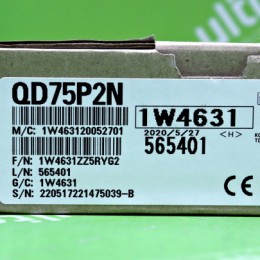 QD75P2N
1W4631
M/C: 1W463120052701
2020/5/27 <H>
565401
F/N: 1W4631ZZ5RYG2
L/N: 565401
G/C: 1W4631
S/N: 220517221475039-B
CE